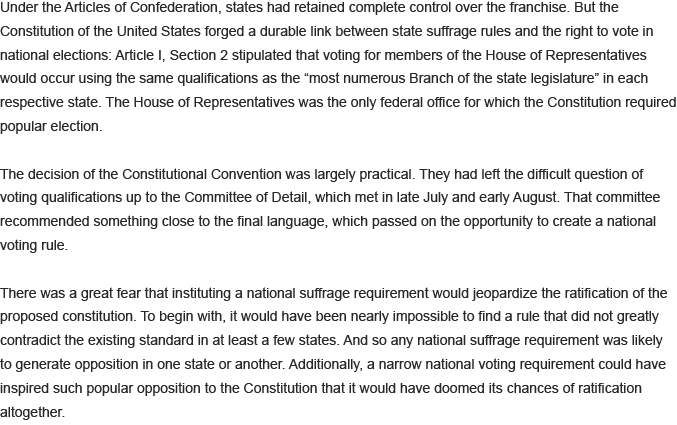 Under the Articles of Confederation, states had retained complete control over the franchise. But the
Constitution of the United States forged a durable link between state suffrage rules and the right to vote in
national elections: Article I, Section 2 stipulated that voting for members of the House of Representatives
would occur using the same qualifications as the “most numerous Branch of the state legislature” in each
respective state. The House of Representatives was the only federal office for which the Constitution required
popular election.
The decision of the Constitutional Convention was largely practical. They had left the difficult question of
voting qualifications up to the Committee of Detail, which met in late July and early August. That committee
recommended something close to the final language, which passed on the opportunity to create a national
voting rule.
There was a great fear that instituting a national suffrage requirement would jeopardize the ratification of the
proposed constitution. To begin with, it would have been nearly impossible to find a rule that did not greatly
contradict the existing standard in at least a few states. And so any national suffrage requirement was likely
to generate opposition in one state or another. Additionally, a narrow national voting requirement could have
inspired such popular opposition to the Constitution that it would have doomed its chances of ratification
altogether.